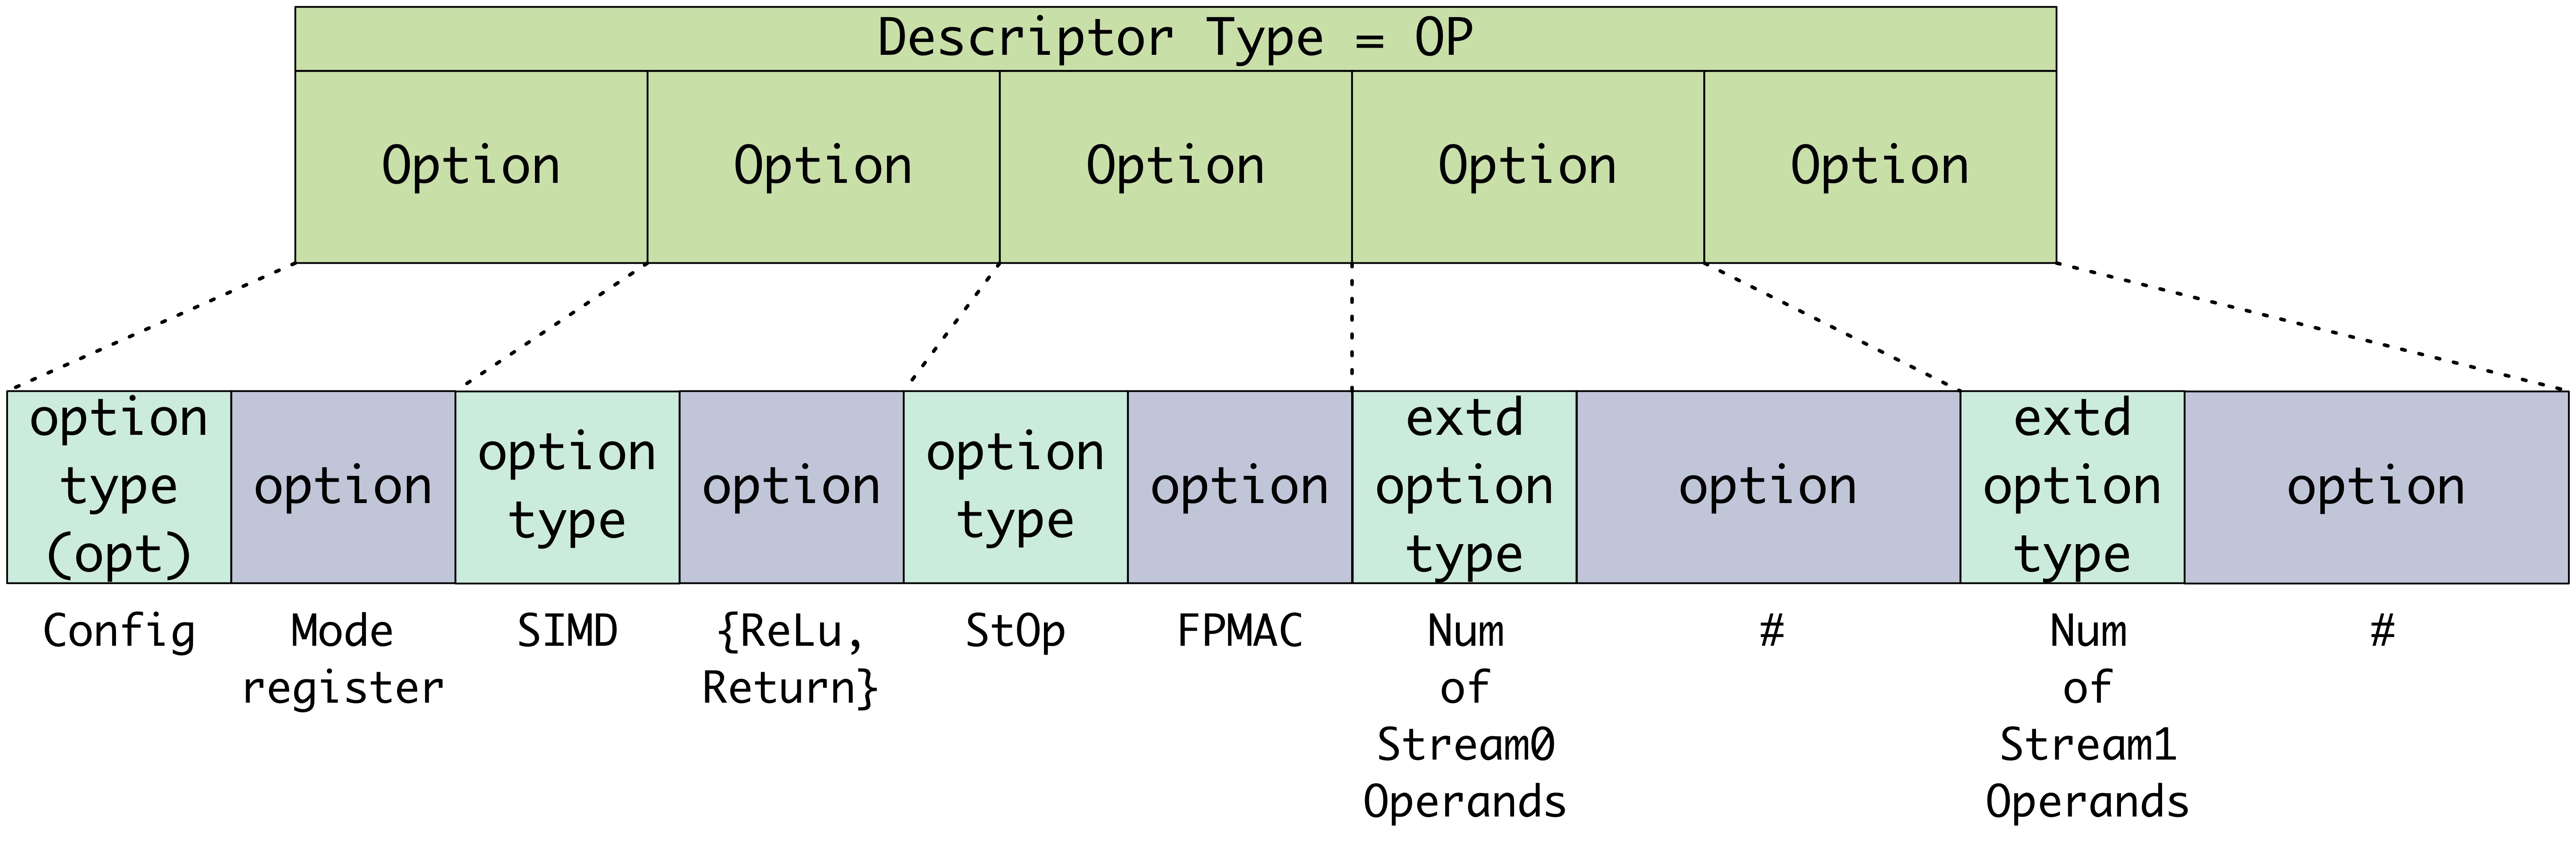 Descriptor Type = OP
Option Option Option Option Option
option type (opt)
option
option type
option
option type
option
extd option type
option
extd option type
option
Config
Mode register
SIMD
{ReLu, Return}
StOp
FPMAC
Num of Stream0 Operands
#
Num of Stream1 Operands
#